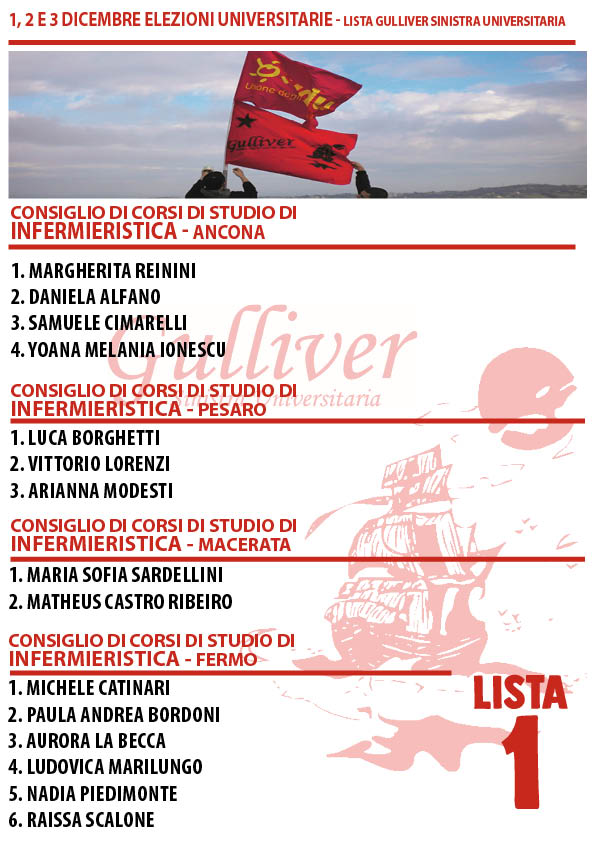 1, 2 E 3 DICEMBRE ELEZIONI UNIVERSITARIE - LISTA GULLIVER SINISTRA UNIVERSITARIA
Unione degli
Gulliver
CONSIGLIO DI CORSI DI STUDIO DI
INFERMIERISTICA - ANCONA
1. MARGHERITA REININI
2. DANIELA ALFANO
3. SAMUELE CIMARELLI
4. YOANA MELANIA IONESCU
Gulliver
Sinistra Universitaria
CONSIGLIO DI CORSI DI STUDIO DI
INFERMIERISTICA - PESARO
1. LUCA BORGHETTI
2. VITTORIO LORENZI
3. ARIANNA MODESTI
CONSIGLIO DI CORSI DI STUDIO DI
INFERMIERISTICA - MACERATA
1. MARIA SOFIA SARDELLINI
2. MATHEUS CASTRO RIBEIRO
CONSIGLIO DI CORSI DI STUDIO DI
INFERMIERISTICA - FERMO
1. MICHELE CATINARI
2. PAULA ANDREA BORDONI
3. AURORA LA BECCA
4. LUDOVICA MARILUNGO
5. NADIA PIEDIMONTE
6. RAISSA SCALONE
LISTA
1